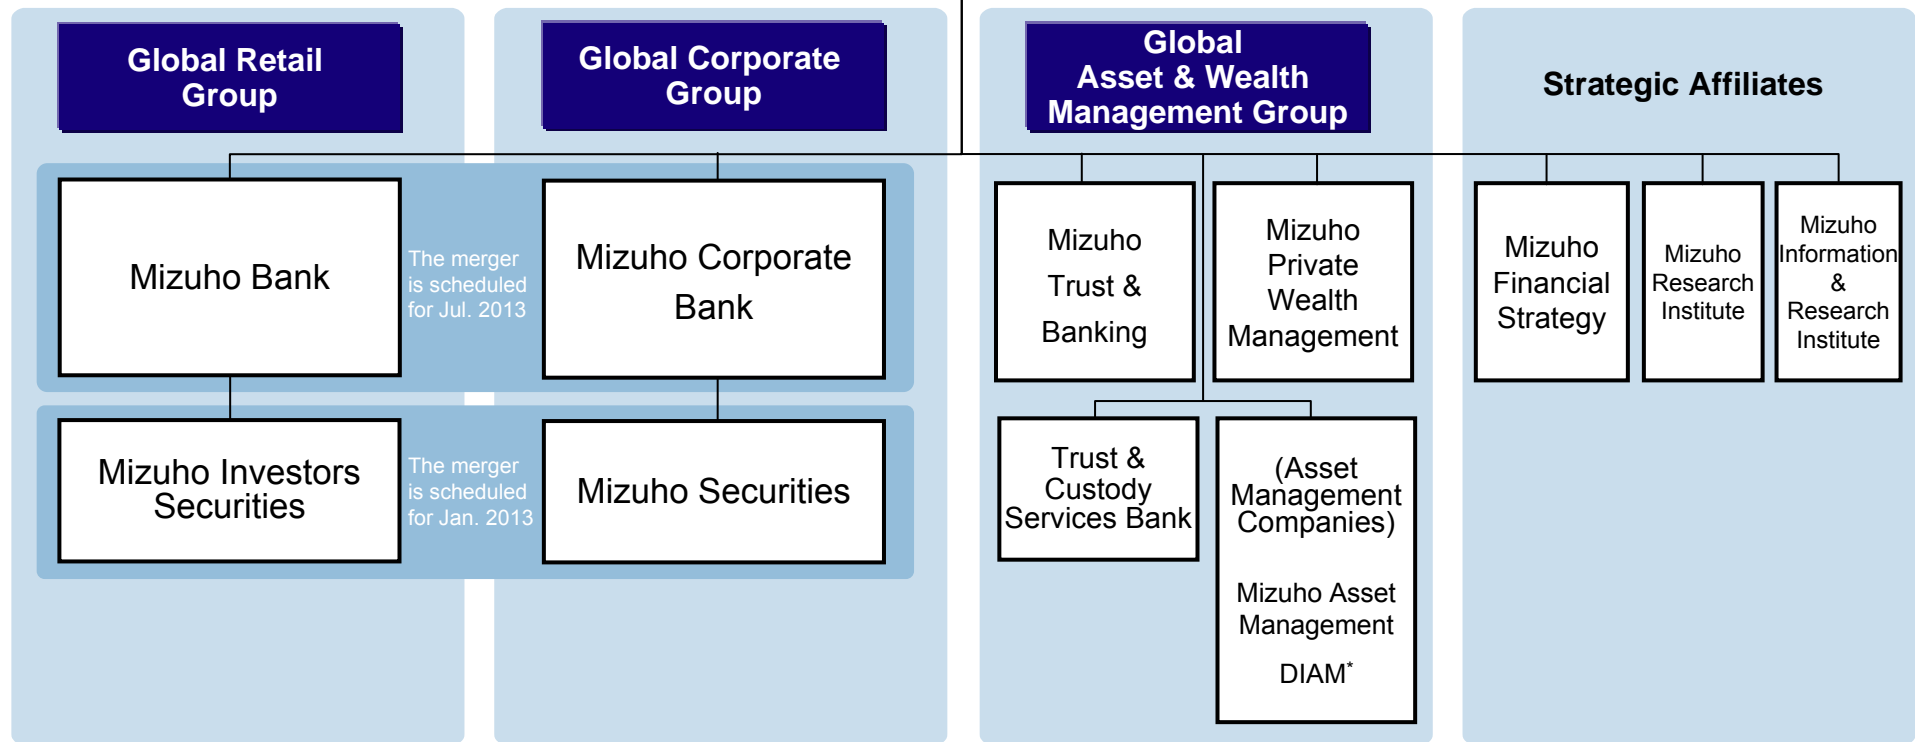 Global Retail
Group
Global Corporate
Group
Global
Asset & Wealth
Management Group
Strategic Affiliates
Mizuho Bank
The merger
is scheduled
for Jul. 2013
Mizuho Corporate
Bank
Mizuho
Trust &
Banking
Mizuho
Private
Wealth
Management
Mizuho
Financial
Strategy
Mizuho
Research
Institute
Mizuho
Information
&
Research
Institute
Mizuho Investors
Securities
The merger
is scheduled
for Jan. 2013
Mizuho Securities
Trust &
Custody
Services Bank
(Asset
Management
Companies)
Mizuho Asset
Management
DIAM*